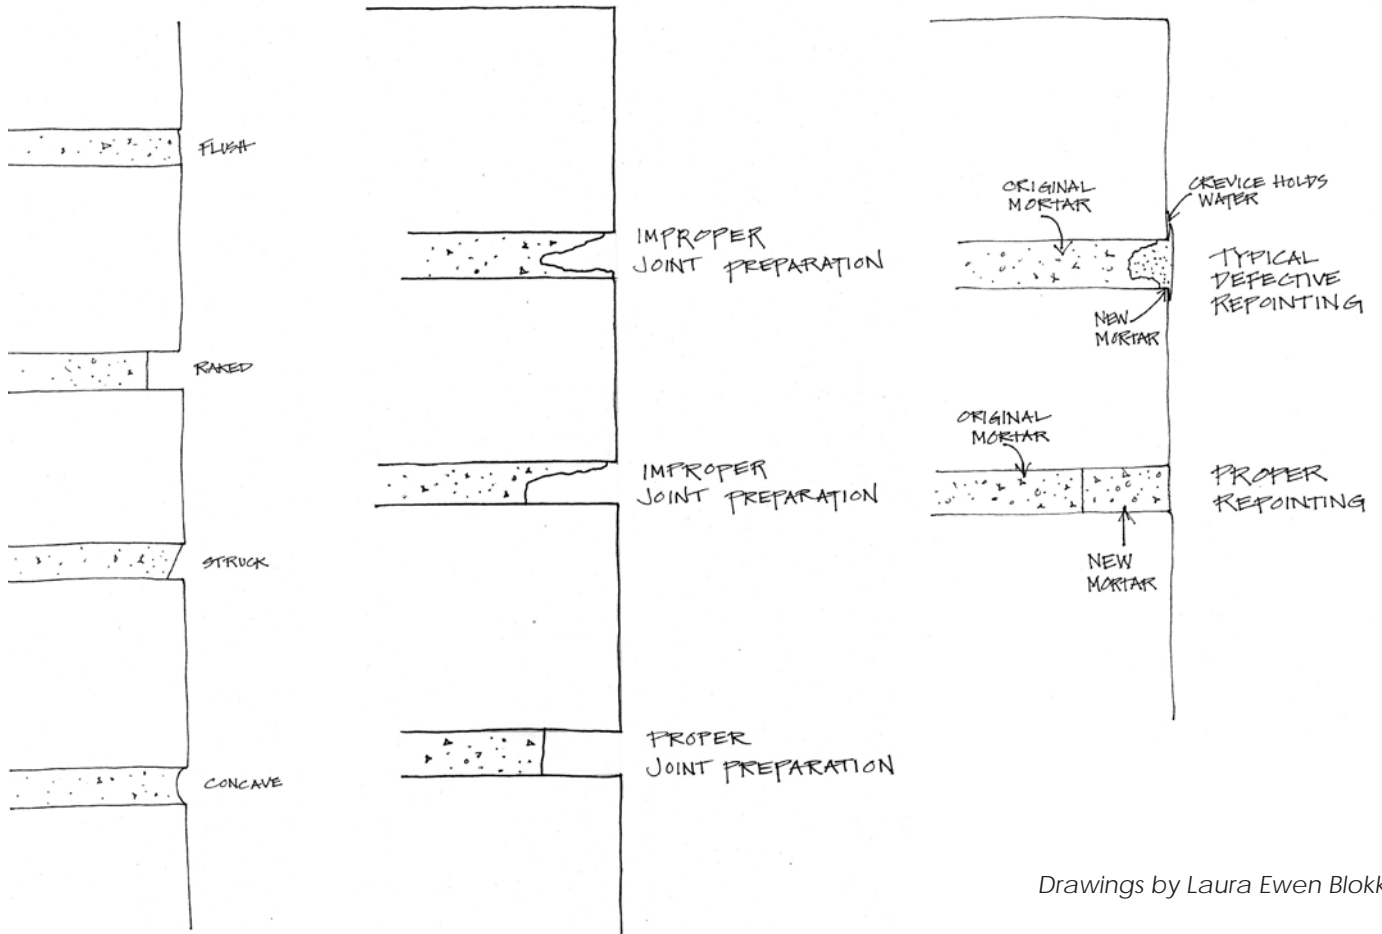 FLUSH
RAKED
STRUCK
CONCAVE
IMPROPER
JOINT PREPARATION
IMPROPER
JOINT PREPARATION
PROPER
JOINT PREPARATION
ORIGINAL
MORTAR
CREVICE HOLDS
WATER
TYPICAL
DEFECTIVE
REPOINTING
NEW
MORTAR
ORIGINAL
MORTAR
PROPER
REPOINTING
NEW
MORTAR
Drawings by Laura Ewen Blokk